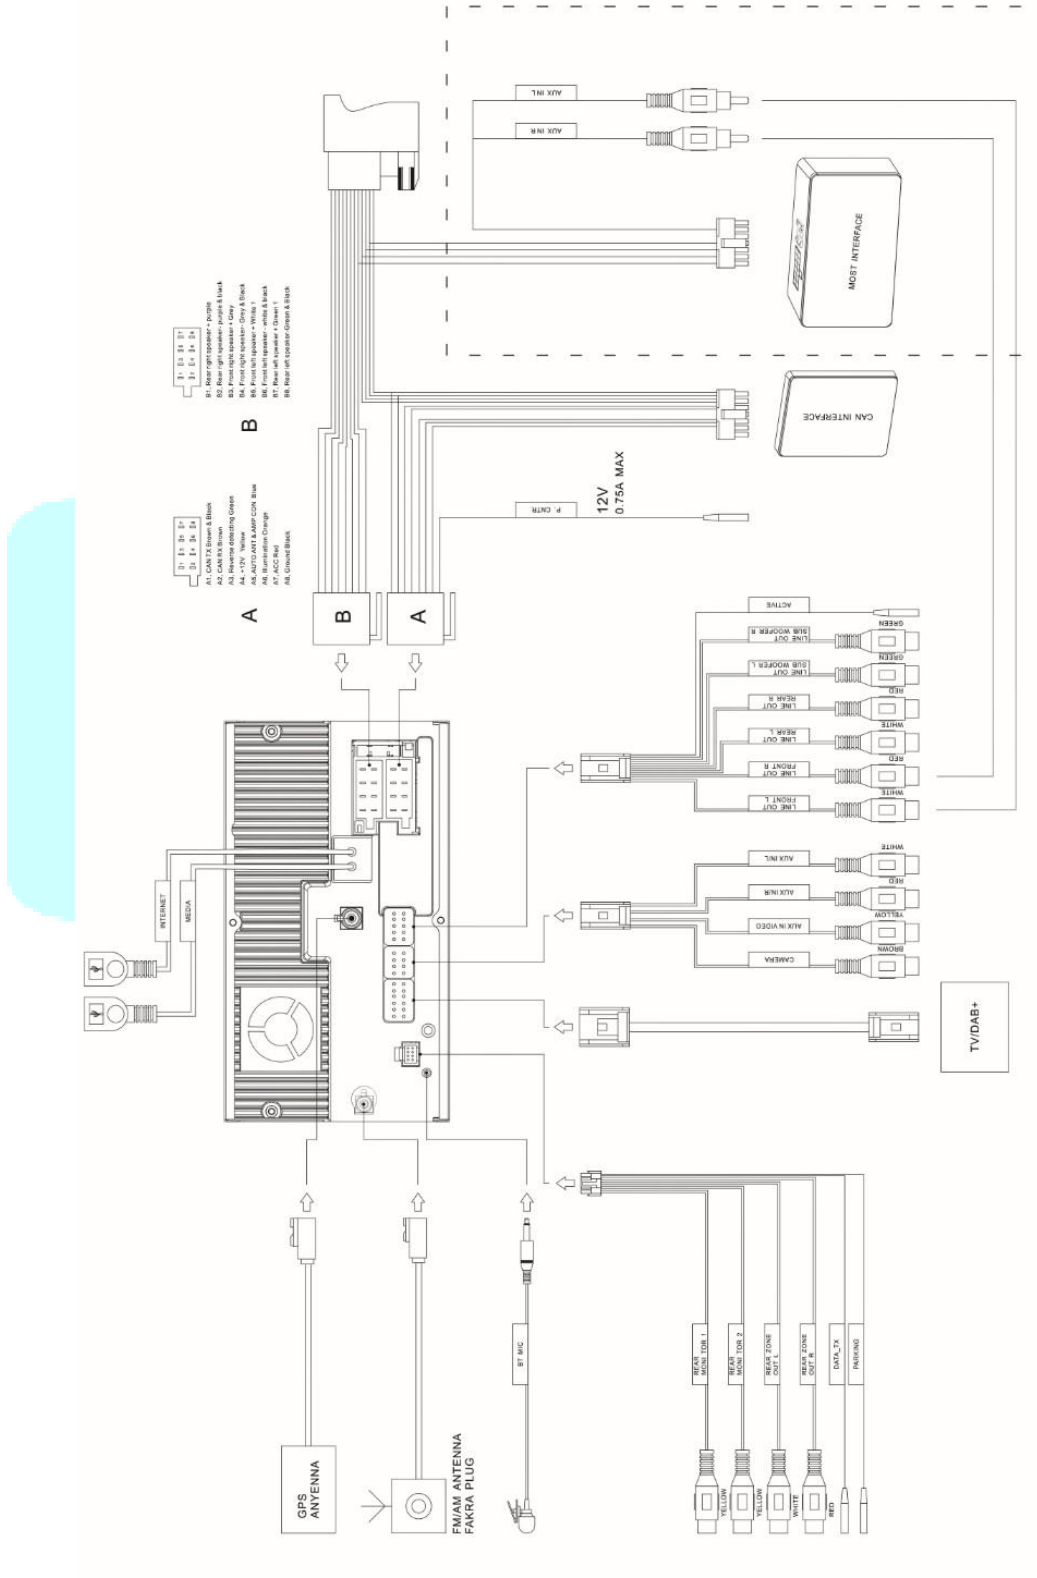 AUX IN\L
AUX IN\R
MOST INTERFACE
CAN INTERFACE
B
B1. Rear right speaker + purple
B2. Rear right speaker- purple & black
B3. Front right speaker + Grey
B4. Front right speaker- Grey & Black
B5. Front left speaker + White
B6. Front left speaker - white & black
B7. Rear left speaker + Green
B8. Rear left speaker-Green & Black
A
A1. CAN TX Brown & Black
A2. CAN RX Brown
A3. Reverse detecting Green
A4. +12V Yellow
A5. AUTO ANT & AMP.CON Blue
A6. Illumination Orange
A7. ACC Red
A8. Ground Black
B
A
P. CNTR
12V
0.75A MAX
ACTIVE
LINE OUT
SUB WOOFER R
GREEN
LINE OUT
SUB WOOFER L
GREEN
LINE OUT
REAR R
RED
LINE OUT
REAR L
WHITE
LINE OUT
FRONT R
RED
LINE OUT
FRONT L
WHITE
AUX IN/L
WHITE
AUX IN/R
RED
AUX IN VIDEO
YELLOW
CAMERA
BROWN
TV/DAB+
INTERNET
MEDIA
GPS
ANYENNA
FM/AM ANTENNA
FAKRA PLUG
BT MIC
REAR
MONI TOR 1
YELLOW
REAR
MONI TOR 2
YELLOW
REAR ZONE
OUT L
WHITE
REAR ZONE
OUT R
RED
DATA_TX
PARKING